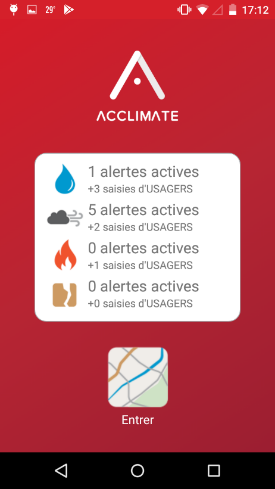 29°
17:12
ACCLIMATE
1 alertes actives
+3 saisies d'USAGERS
5 alertes actives
+2 saisies d'USAGERS
0 alertes actives
+1 saisies d'USAGERS
0 alertes actives
+0 saisies d'USAGERS
Entrer